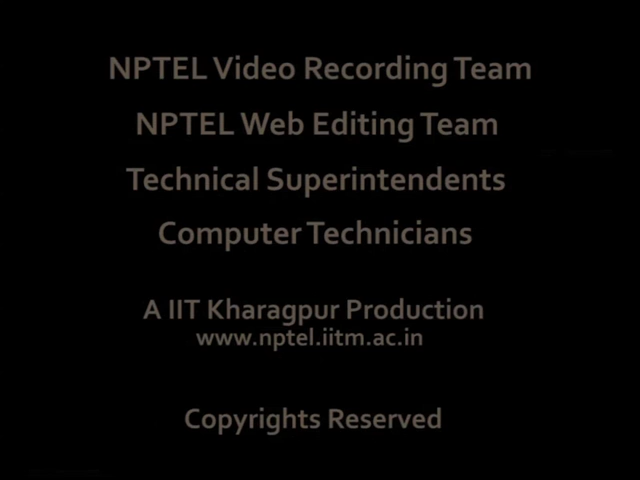 NPTEL Video Recording Team
NPTEL Web Editing Team
Technical Superintendents
Computer Technicians
A IIT Kharagpur Production
www.nptel.iitm.ac.in
Copyrights Reserved